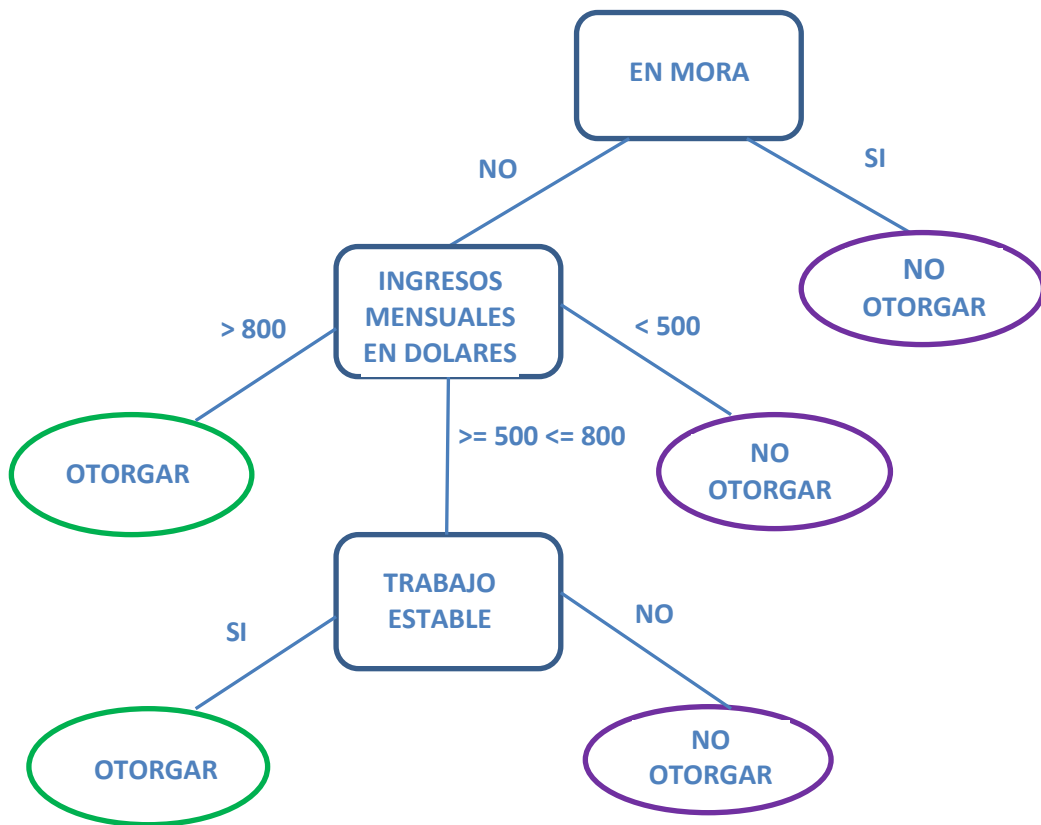 EN MORA
NO
SI
INGRESOS
MENSUALES
EN DOLARES
NO
OTORGAR
> 800
< 500
>= 500 <= 800
OTORGAR
NO
OTORGAR
TRABAJO
ESTABLE
SI
NO
OTORGAR
NO
OTORGAR